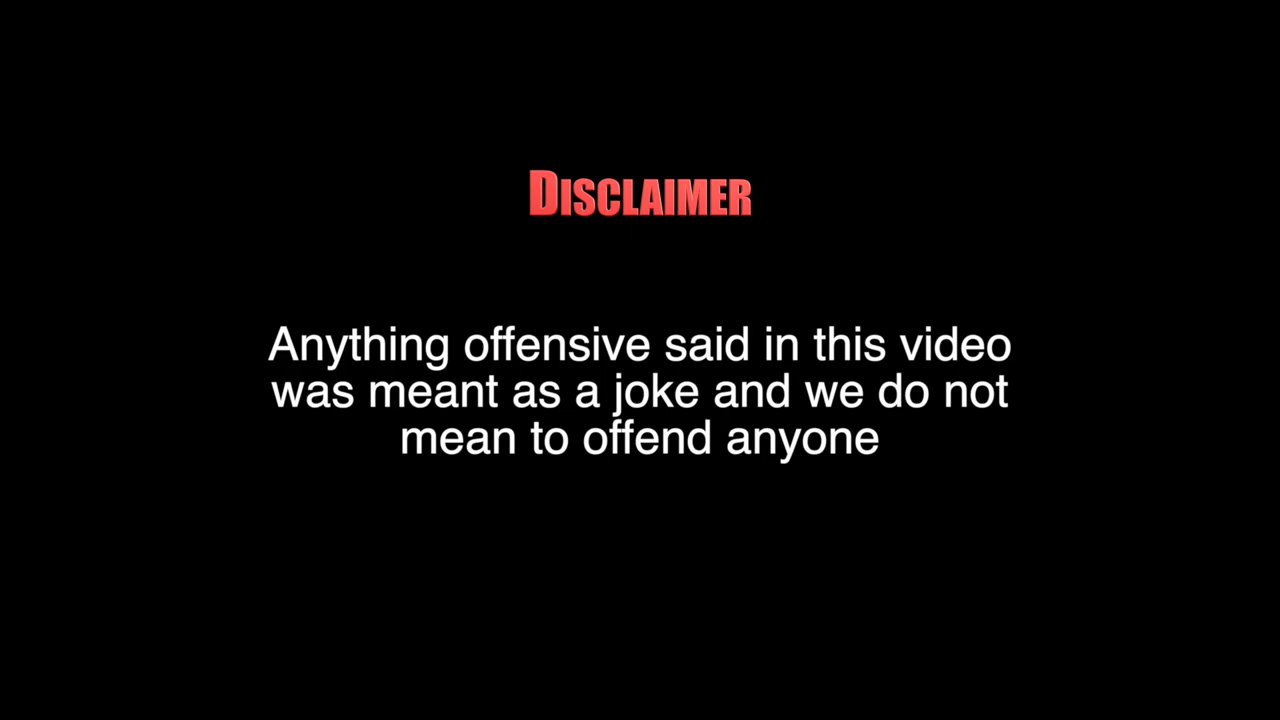 DISCLAIMER
Anything offensive said in this video
was meant as a joke and we do not
mean to offend anyone